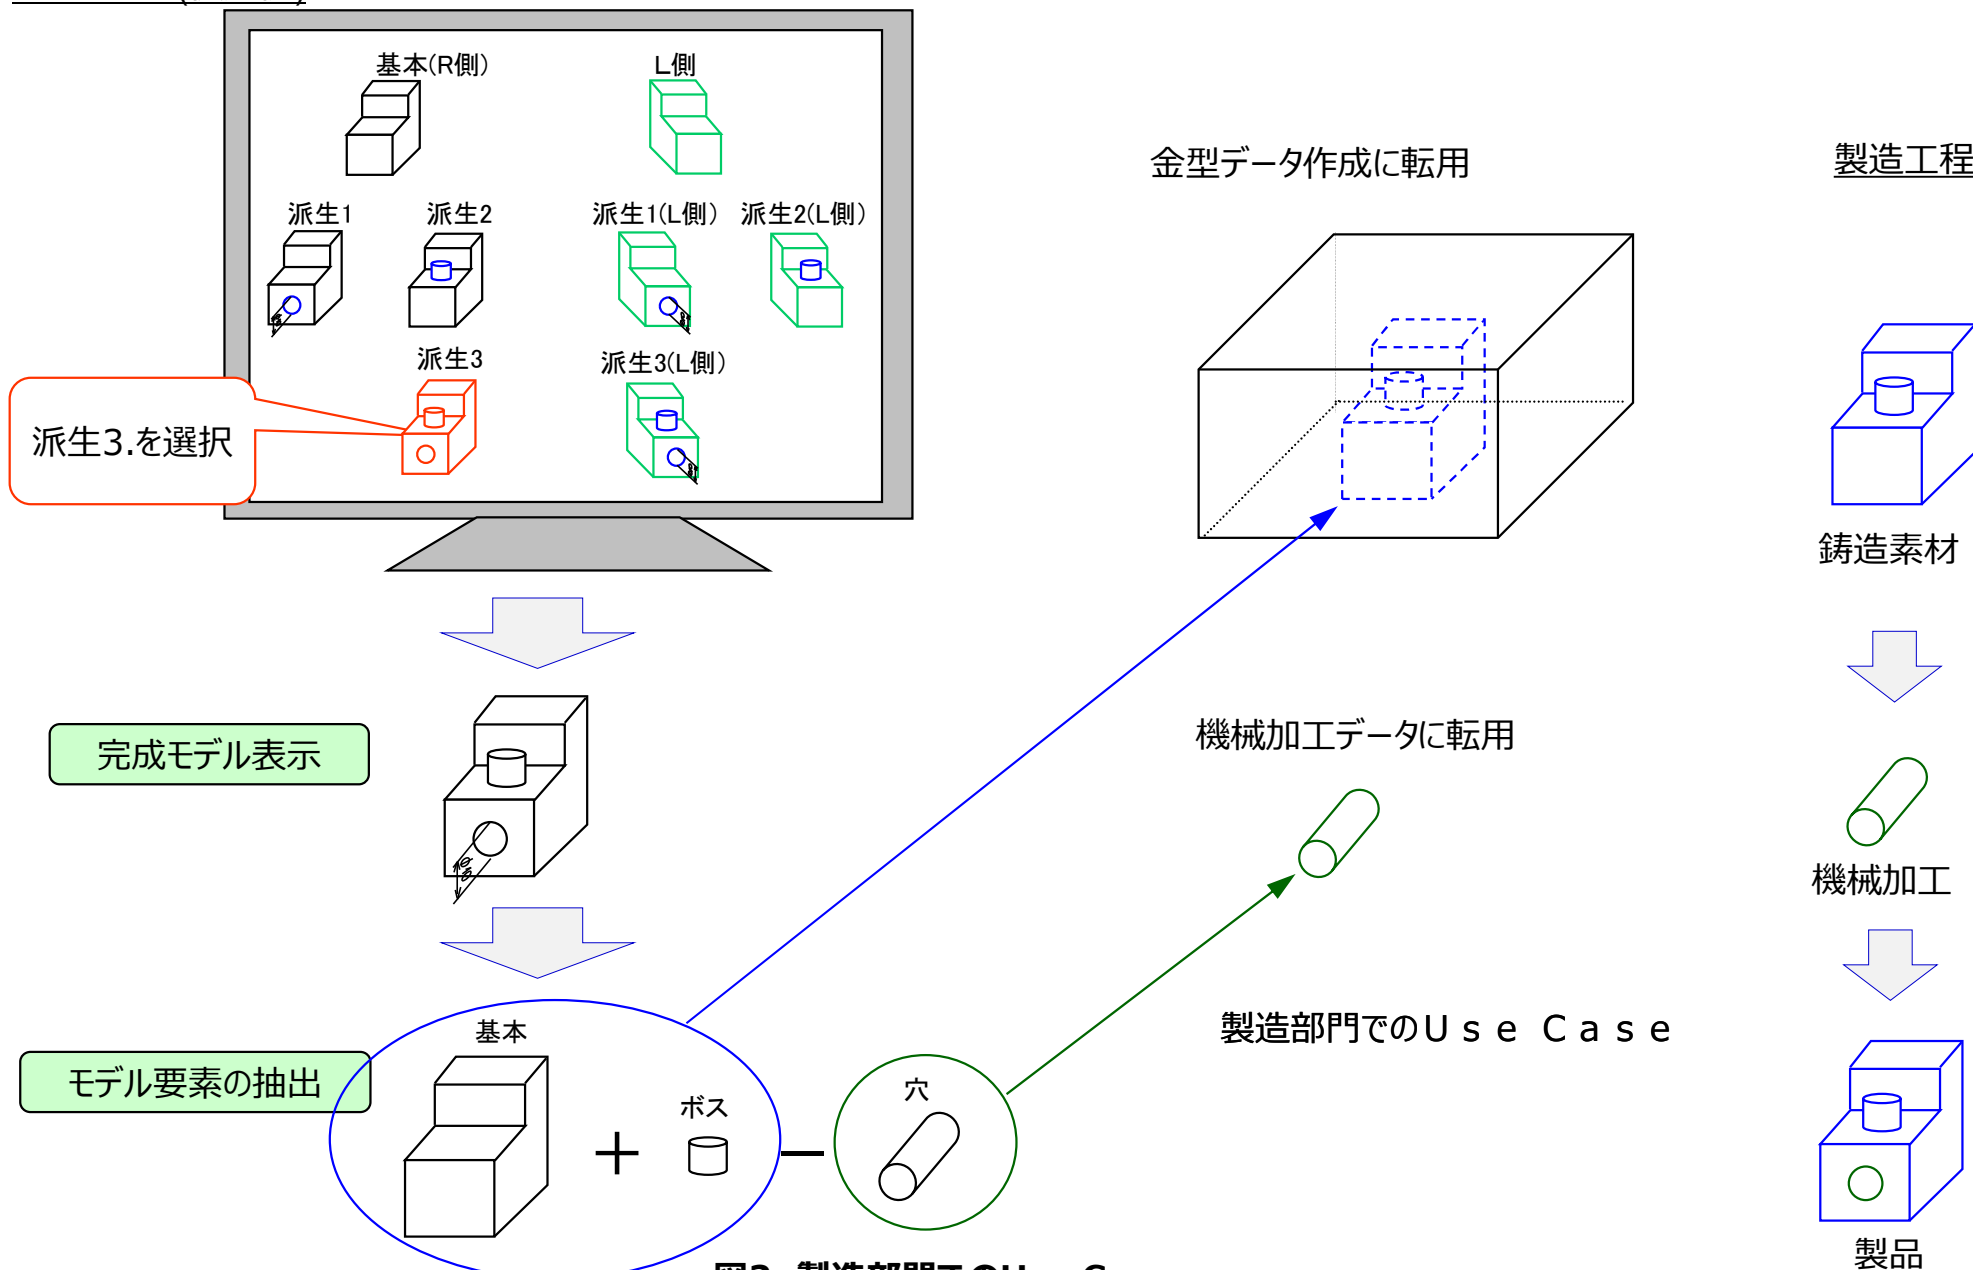 基本(R側)
L側
派生1
派生2
派生1(L側)
派生2(L側)
派生3
派生3(L側)
派生3.を選択
完成モデル表示
モデル要素の抽出
基本
＋
ボス
－
穴
金型データ作成に転用
機械加工データに転用
製造部門でのＵｓｅ Ｃａｓｅ
製造工程
鋳造素材
機械加工
製品